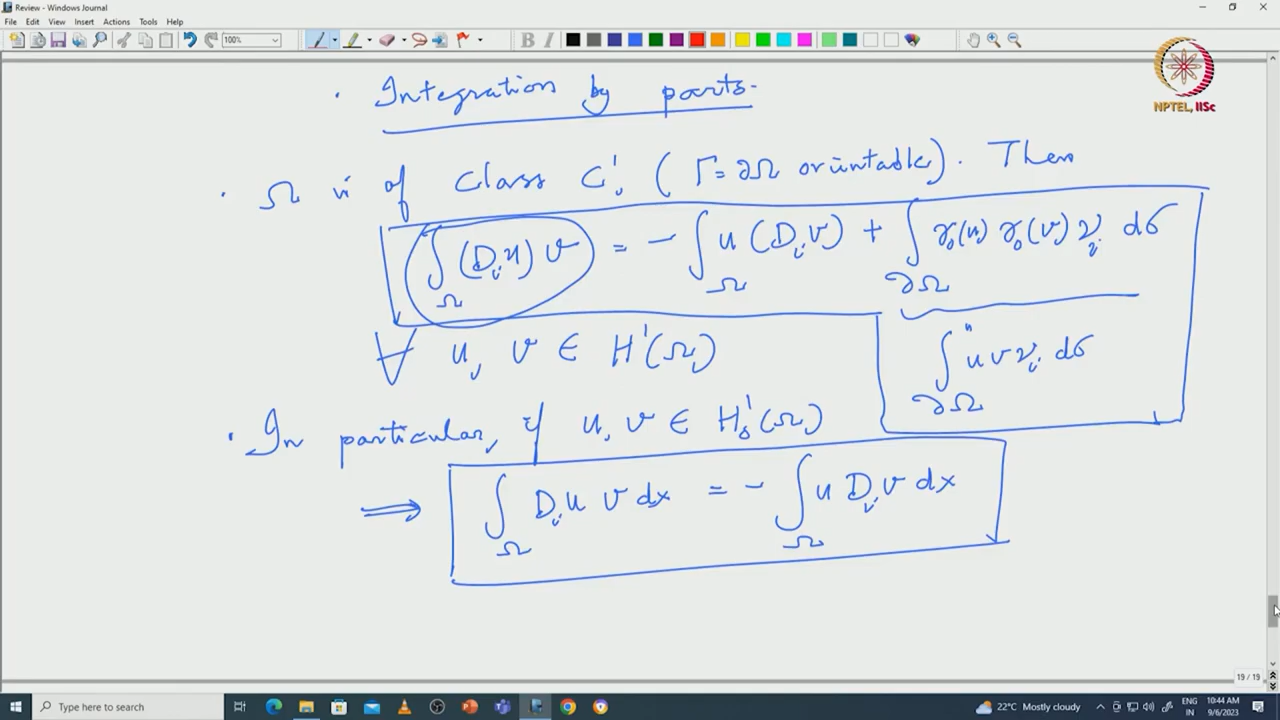 Review - Windows Journal
File Edit View Insert Actions Tools Help
100%
B I
NPTEL, IISc
· Integration by parts.
· Ω is of class C¹, (Γ = ∂Ω orientable). Then
∫_Ω (D_i u) v = - ∫_Ω u (D_i v) + ∫_∂Ω γ₀(u) γ₀(v) ν_i dσ
∀ u, v ∈ H¹(Ω)
" ∫_∂Ω u v ν_i dσ
· In particular, if u, v ∈ H¹₀(Ω)
⟹ ∫_Ω D_i u v dx = - ∫_Ω u D_i v dx
19 / 19
Type here to search
22°C Mostly cloudy
ENG
IN
10:44 AM
9/6/2023